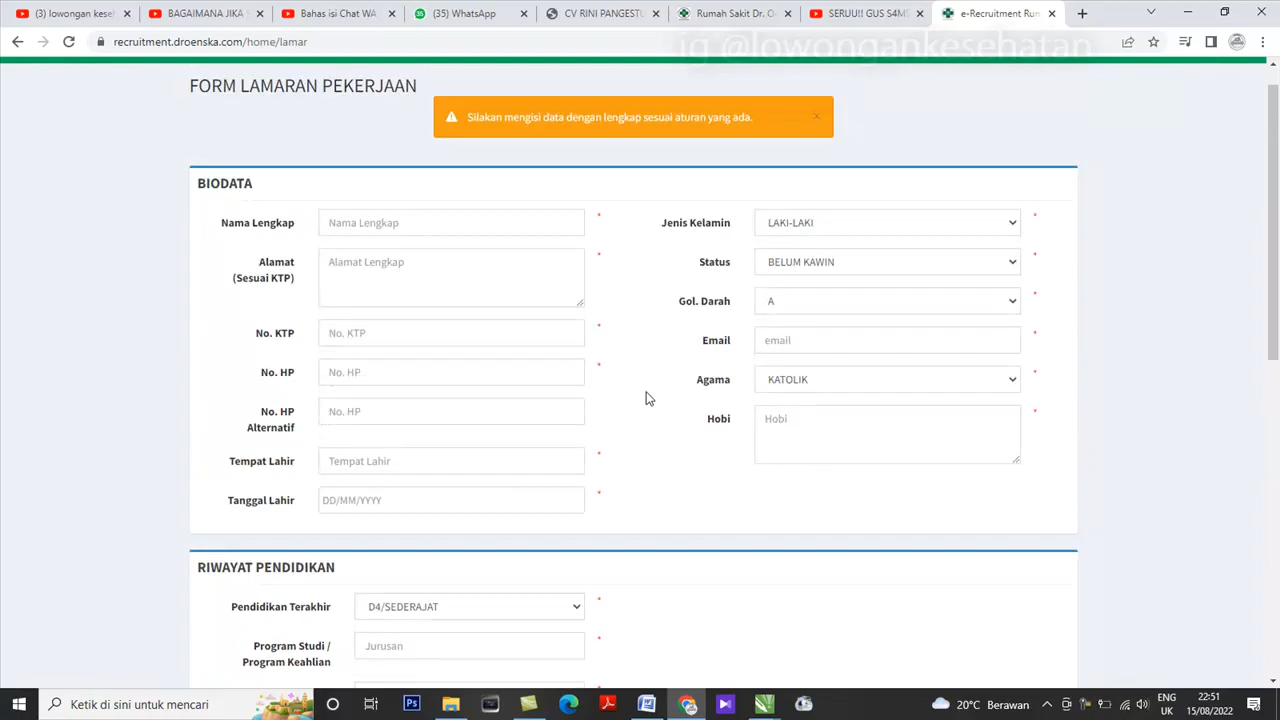 (3) lowongan keseh
BAGAIMANA JIKA S
Bahas isi Chat WA
(35) WhatsApp
CV RINI PANGESTU
Rumah Sakit Dr. O
SERU!!! GUS S4MS
e-Recruitment Rum
recruitment.droenska.com/home/lamar
ig @lowongankesehatan
FORM LAMARAN PEKERJAAN
Silakan mengisi data dengan lengkap sesuai aturan yang ada.
BIODATA
Nama Lengkap
Nama Lengkap
*
Jenis Kelamin
LAKI-LAKI
*
Alamat
(Sesuai KTP)
Alamat Lengkap
*
Status
BELUM KAWIN
*
Gol. Darah
A
*
No. KTP
No. KTP
*
Email
email
*
No. HP
No. HP
*
Agama
KATOLIK
*
No. HP
Alternatif
No. HP
Hobi
Hobi
*
Tempat Lahir
Tempat Lahir
*
Tanggal Lahir
DD/MM/YYYY
*
RIWAYAT PENDIDIKAN
Pendidikan Terakhir
D4/SEDERAJAT
*
Program Studi /
Program Keahlian
Jurusan
*
Ketik di sini untuk mencari
20°C Berawan
ENG
UK
22:51
15/08/2022